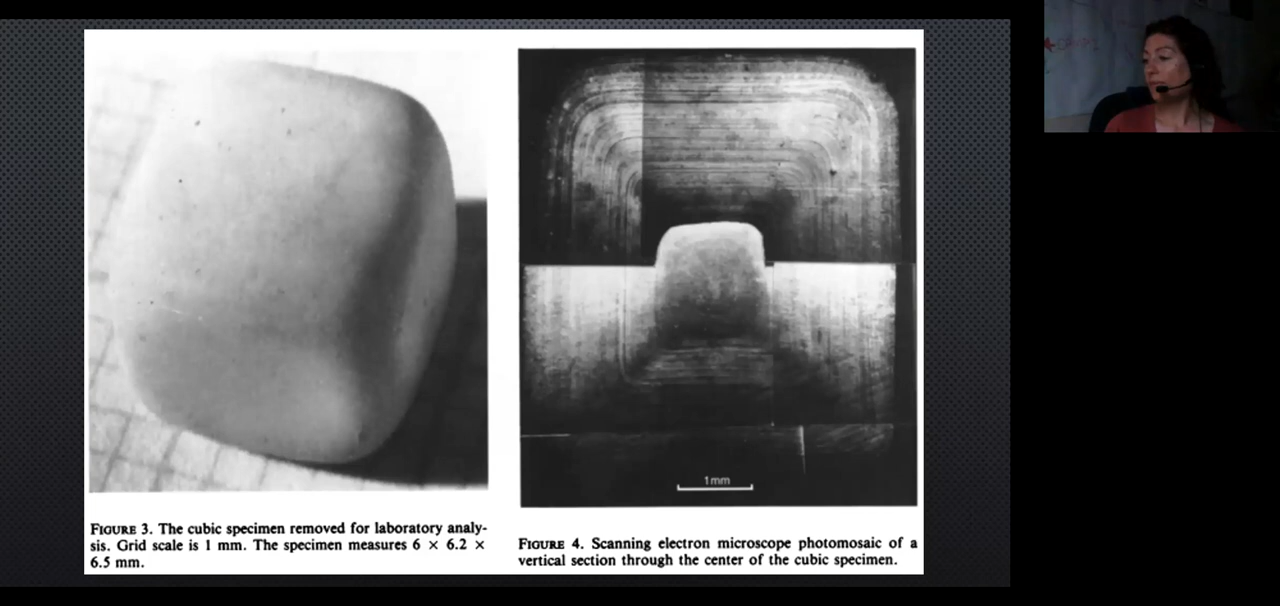 1mm
FIGURE 3. The cubic specimen removed for laboratory analy-
sis. Grid scale is 1 mm. The specimen measures 6 × 6.2 ×
6.5 mm.
FIGURE 4. Scanning electron microscope photomosaic of a
vertical section through the center of the cubic specimen.